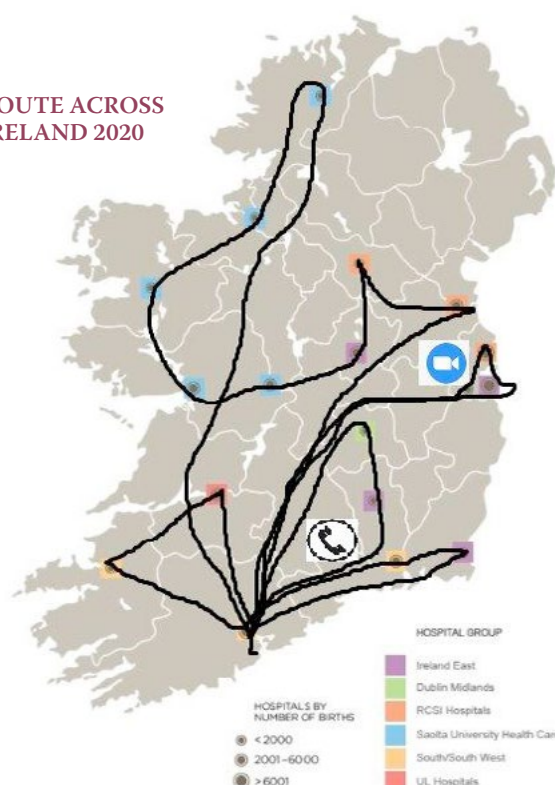 OUTE ACROSS
RELAND 2020
HOSPITAL GROUP
Ireland East
Dublin Midlands
RCSI Hospitals
Saolta University Health Car
South/South West
UL Hospitals
HOSPITALS BY
NUMBER OF BIRTHS
< 2000
2001-6000
>6001